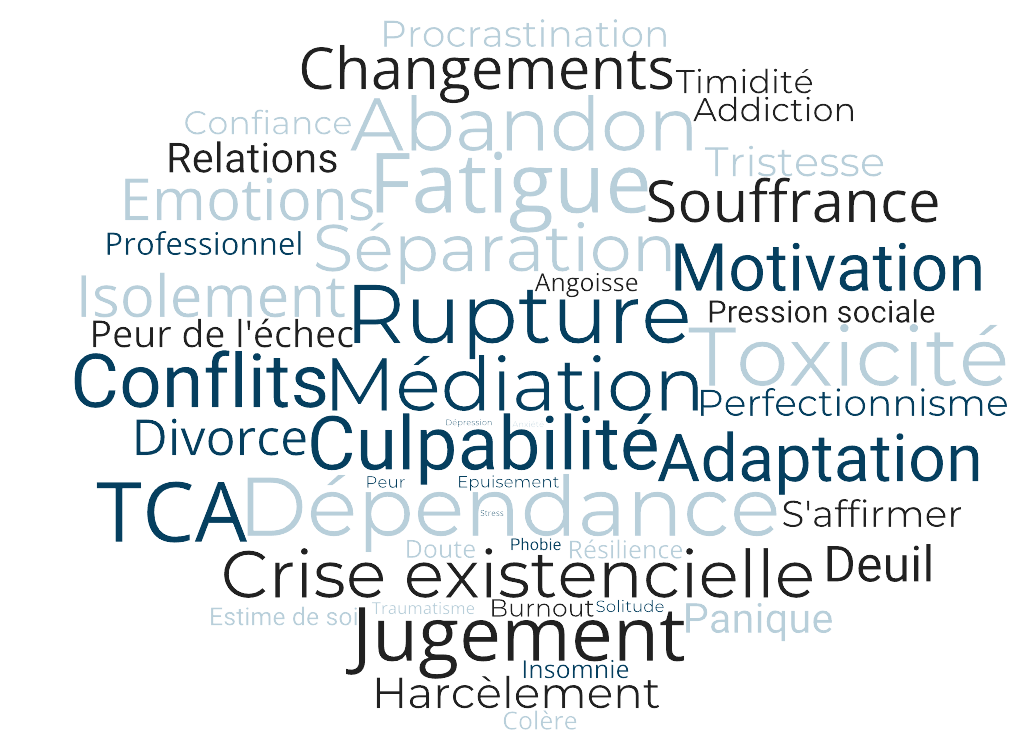 Procrastination
Changements
Timidité
Addiction
Confiance
Abandon
Relations
Tristesse
Emotions
Fatigue
Souffrance
Professionnel
Séparation
Motivation
Angoisse
Isolement
Rupture
Pression sociale
Peur de l'échec
Toxicité
Conflits
Médiation
Perfectionnisme
Dépression
Divorce
Culpabilité
Adaptation
Peur
Epuisement
TCA
Dépendance
Stress
S'affirmer
Doute
Phobie
Résilience
Crise existencielle
Deuil
Estime de soi
Traumatisme
Burnout
Solitude
Panique
Jugement
Insomnie
Harcèlement
Colère